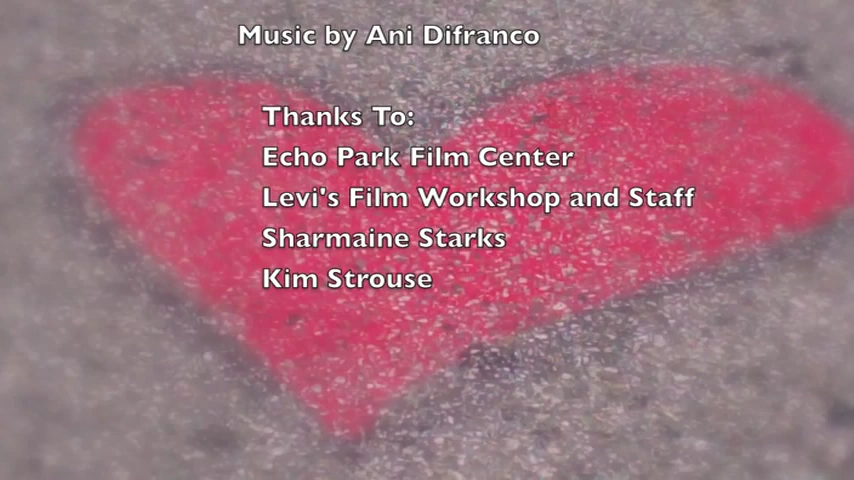 Music by Ani Difranco
Thanks To:
Echo Park Film Center
Levi's Film Workshop and Staff
Sharmaine Starks
Kim Strouse